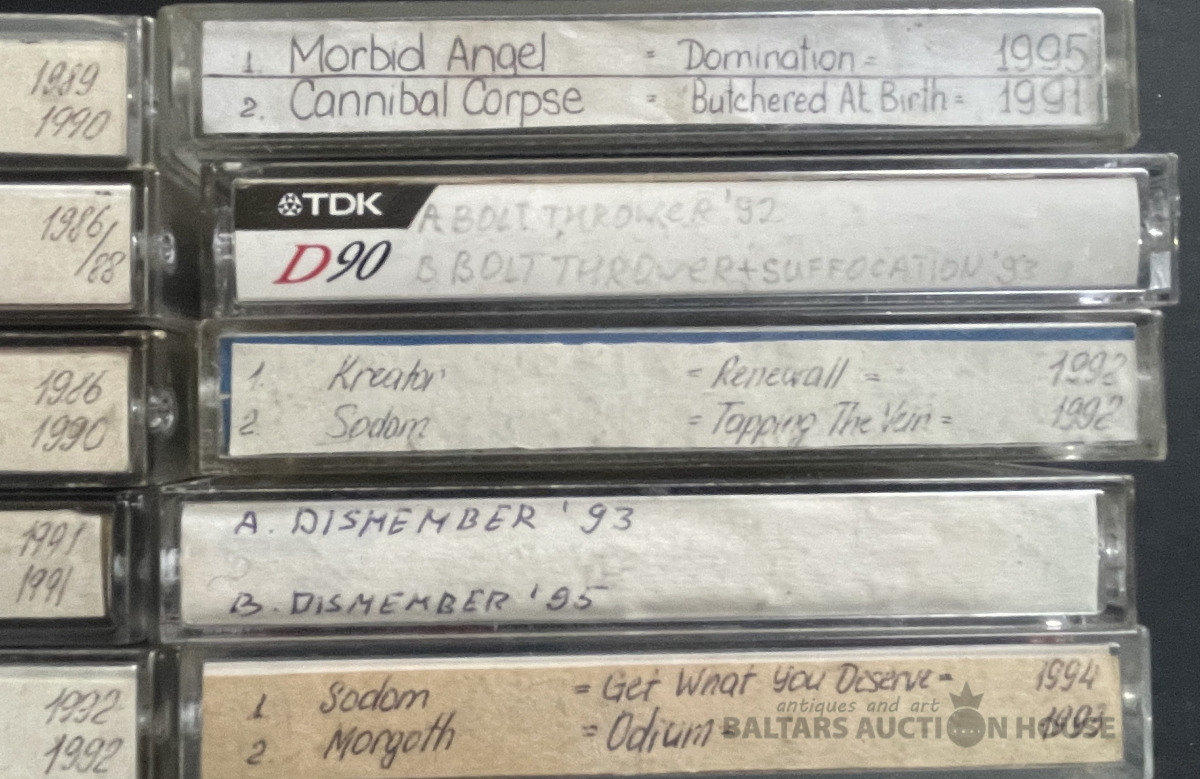 1989
1990
1. Morbid Angel = Domination = 1995
2. Cannibal Corpse = Butchered At Birth = 1991
1986/
/88
TDK
D90
A BOLT THROWER '92
B BOLT THROWER + SUFFOCATION '93
1986
1990
1. Kreator = Renewall = 1992
2. Sodom = Tapping The Vein = 1992
1991
1991
A. DISMEMBER '93
B. DISMEMBER '95
1992
1992
1 Sodom = Get What You Deserve = 1994
2. Morgoth = Odium = 1993
antiques and art
BALTARS AUCTION HOUSE